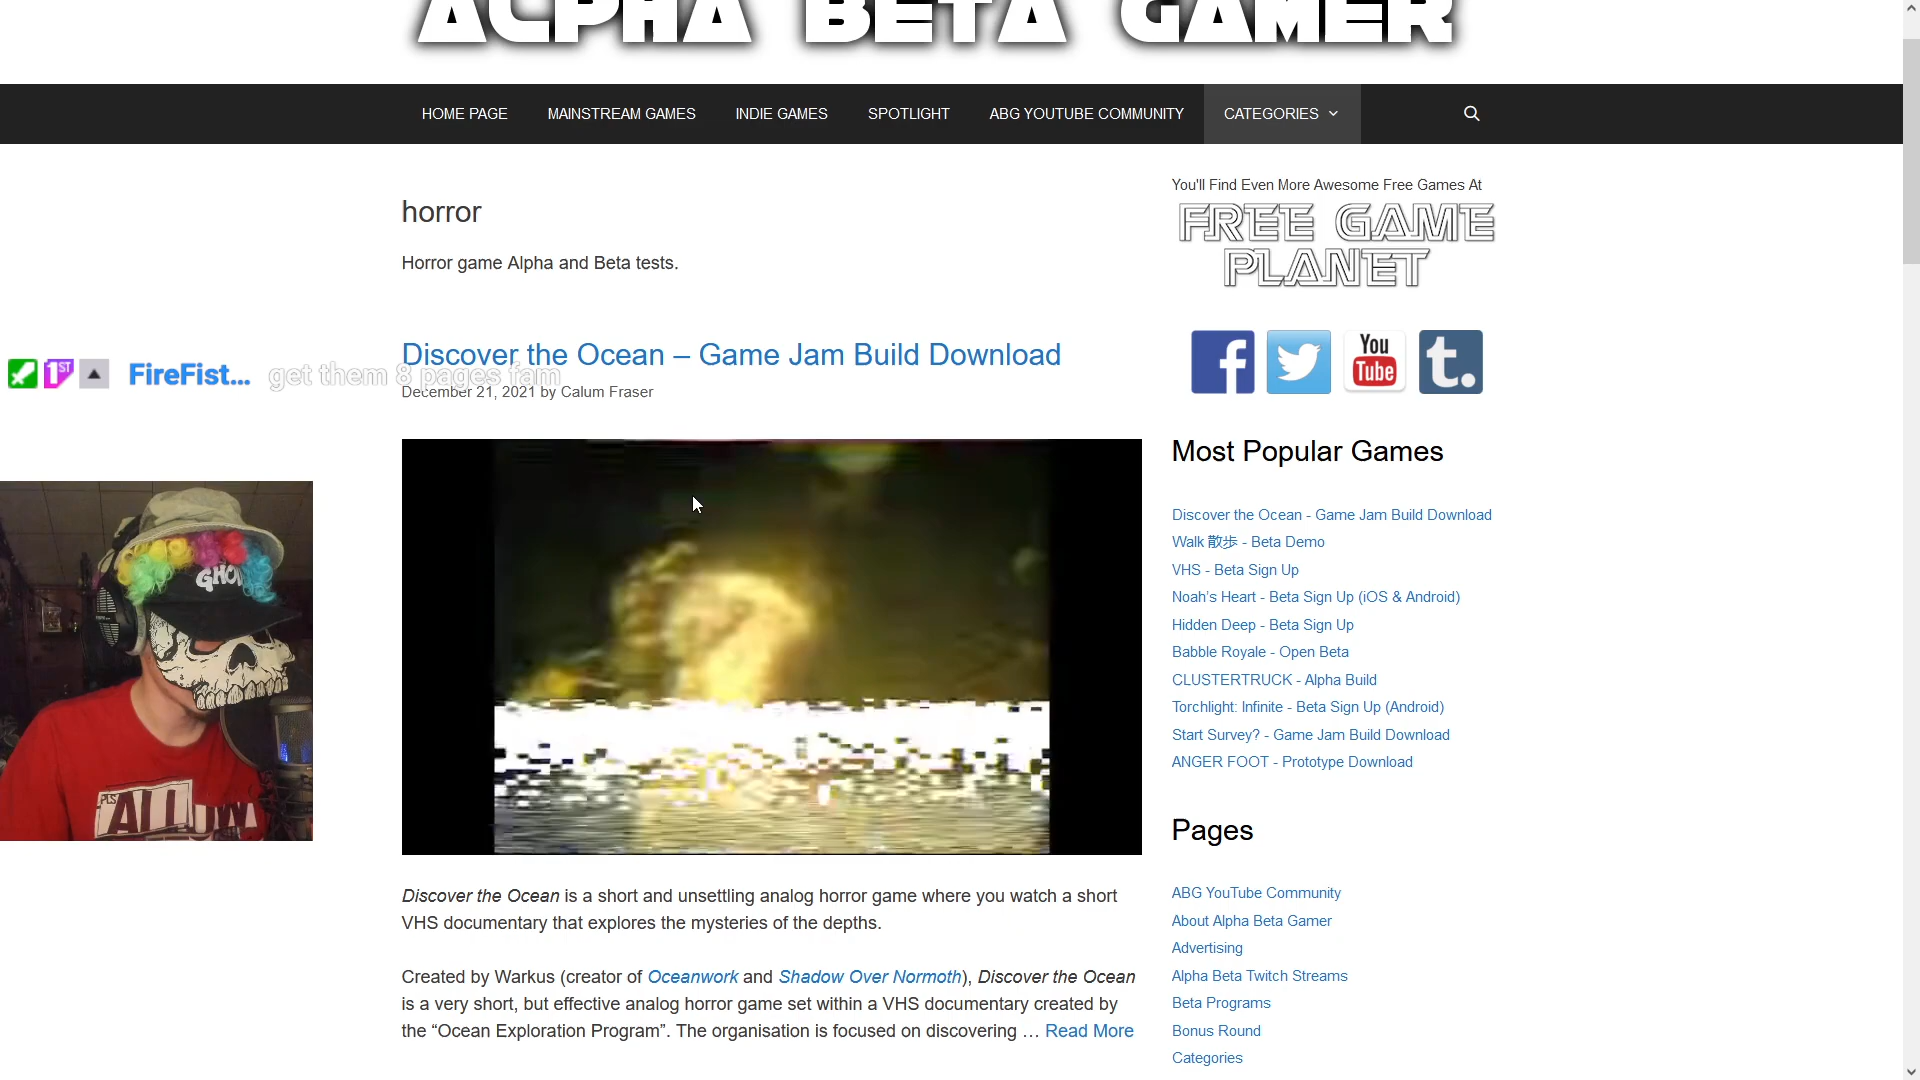 ALPHA BETA GAMER
HOME PAGE MAINSTREAM GAMES INDIE GAMES SPOTLIGHT ABG YOUTUBE COMMUNITY CATEGORIES
horror
Horror game Alpha and Beta tests.
Discover the Ocean – Game Jam Build Download
December 21, 2021 by Calum Fraser
FireFist... get them 8 pages fam
GHO
PLS
ALLOW
Discover the Ocean is a short and unsettling analog horror game where you watch a short
VHS documentary that explores the mysteries of the depths.
Created by Warkus (creator of Oceanwork and Shadow Over Normoth), Discover the Ocean
is a very short, but effective analog horror game set within a VHS documentary created by
the “Ocean Exploration Program”. The organisation is focused on discovering … Read More
You'll Find Even More Awesome Free Games At
FREE GAME
PLANET
f
You
Tube
t.
Most Popular Games
Discover the Ocean - Game Jam Build Download
Walk 散歩 - Beta Demo
VHS - Beta Sign Up
Noah’s Heart - Beta Sign Up (iOS & Android)
Hidden Deep - Beta Sign Up
Babble Royale - Open Beta
CLUSTERTRUCK - Alpha Build
Torchlight: Infinite - Beta Sign Up (Android)
Start Survey? - Game Jam Build Download
ANGER FOOT - Prototype Download
Pages
ABG YouTube Community
About Alpha Beta Gamer
Advertising
Alpha Beta Twitch Streams
Beta Programs
Bonus Round
Categories